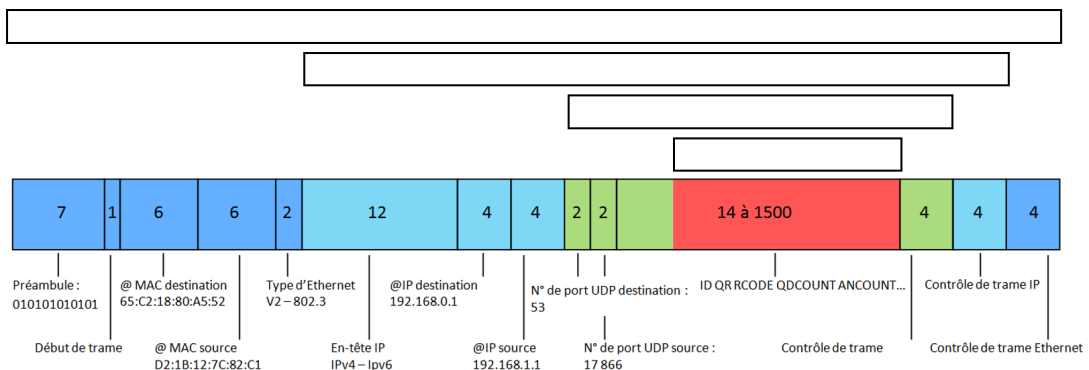 7 1 6 6 2 12 4 4 2 2 14 à 1500 4 4 4
Préambule :
010101010101
@ MAC destination
65:C2:18:80:A5:52
Type d'Ethernet
V2 – 802.3
@IP destination
192.168.0.1
N° de port UDP destination :
53
ID QR RCODE QDCOUNT ANCOUNT...
Contrôle de trame IP
Début de trame
@ MAC source
D2:1B:12:7C:82:C1
En-tête IP
IPv4 – Ipv6
@IP source
192.168.1.1
N° de port UDP source :
17 866
Contrôle de trame
Contrôle de trame Ethernet